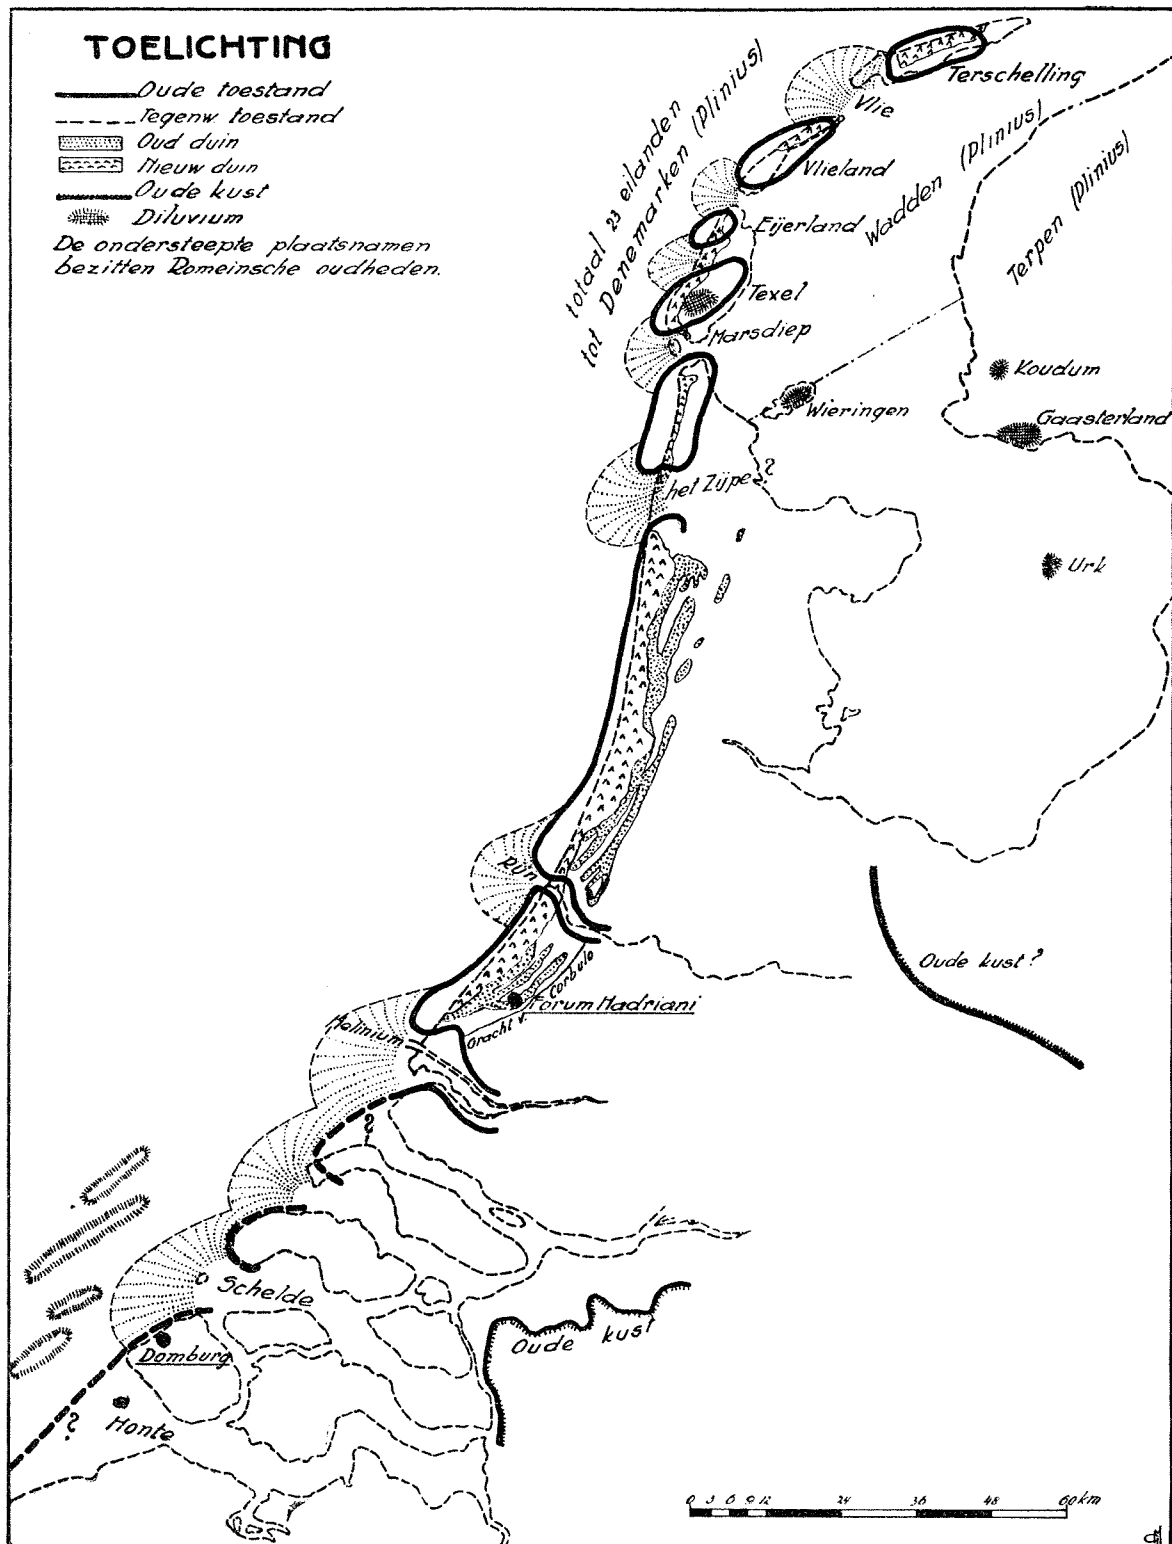 TOELICHTING
Oude toestand
Tegenw. toestand
Oud duin
Nieuw duin
Oude kust
Diluvium
De ondersteepte plaatsnamen
bezitten Romeinsche oudheden.
totaal 23 eilanden
tot Denemarken (Plinius)
Terschelling
Vlie
Vlieland
Wadden (Plinius)
Terpen (Plinius)
Eijerland
Texel
Marsdiep
Koudum
Wieringen
Gaasterland
het Zijpe ?
Urk
Rijn
Oude kust?
Gracht v. Corbulo
Forum Hadriani
Helinium
?
Schelde
Oude kust
Domburg
?
Honte
0 3 6 9 12 24 36 48 60 km